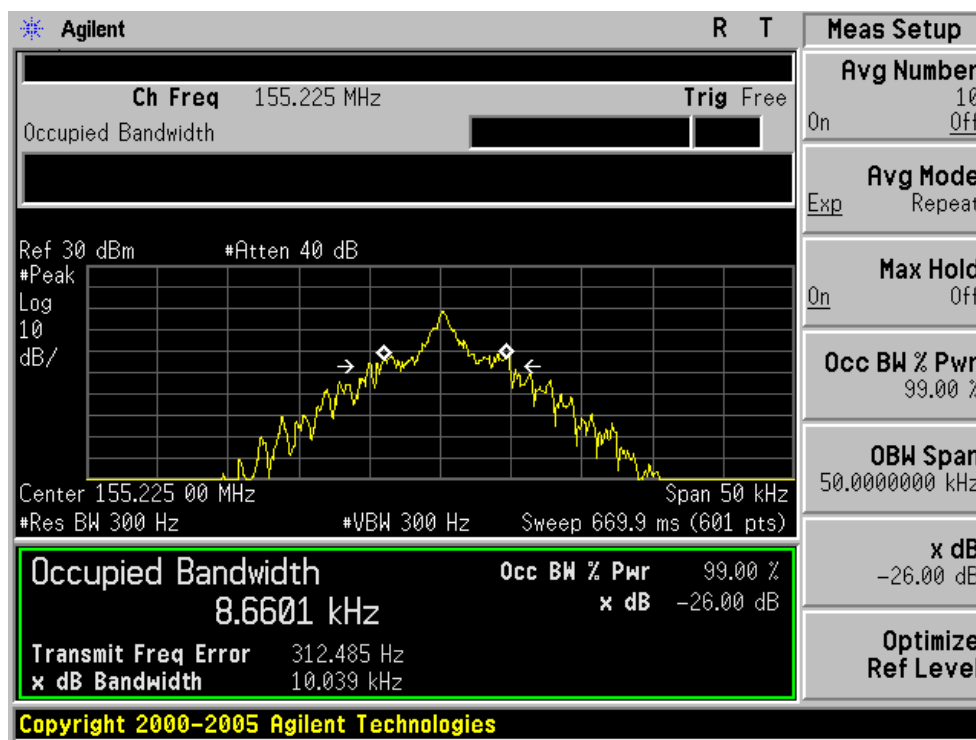 Agilent R T Meas Setup
Avg Number
10
On Off
Ch Freq 155.225 MHz Trig Free
Occupied Bandwidth
Avg Mode
Exp Repeat
Ref 30 dBm #Atten 40 dB
#Peak
Log
10
dB/
Max Hold
On Off
Occ BW % Pwr
99.00 %
OBW Span
50.0000000 kHz
Center 155.225 00 MHz Span 50 kHz
#Res BW 300 Hz #VBW 300 Hz Sweep 669.9 ms (601 pts)
x dB
-26.00 dB
Occupied Bandwidth Occ BW % Pwr 99.00 %
8.6601 kHz x dB -26.00 dB
Transmit Freq Error 312.485 Hz
x dB Bandwidth 10.039 kHz
Optimize
Ref Level
Copyright 2000-2005 Agilent Technologies